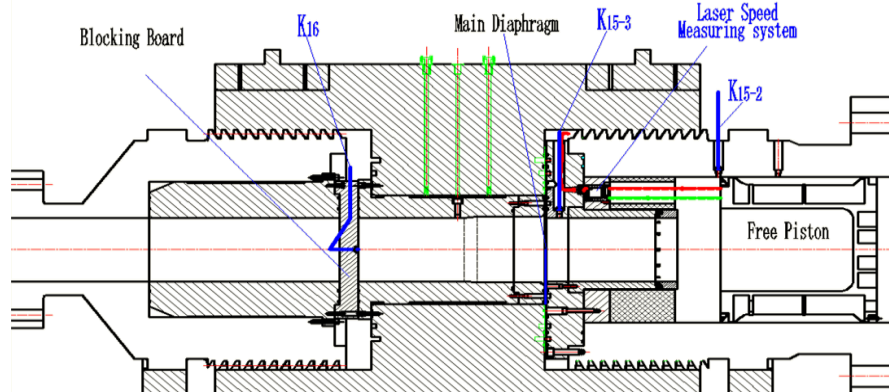 K16
Blocking Board
Main Diaphragm
K15-3
Laser Speed
Measuring system
K15-2
Free Piston